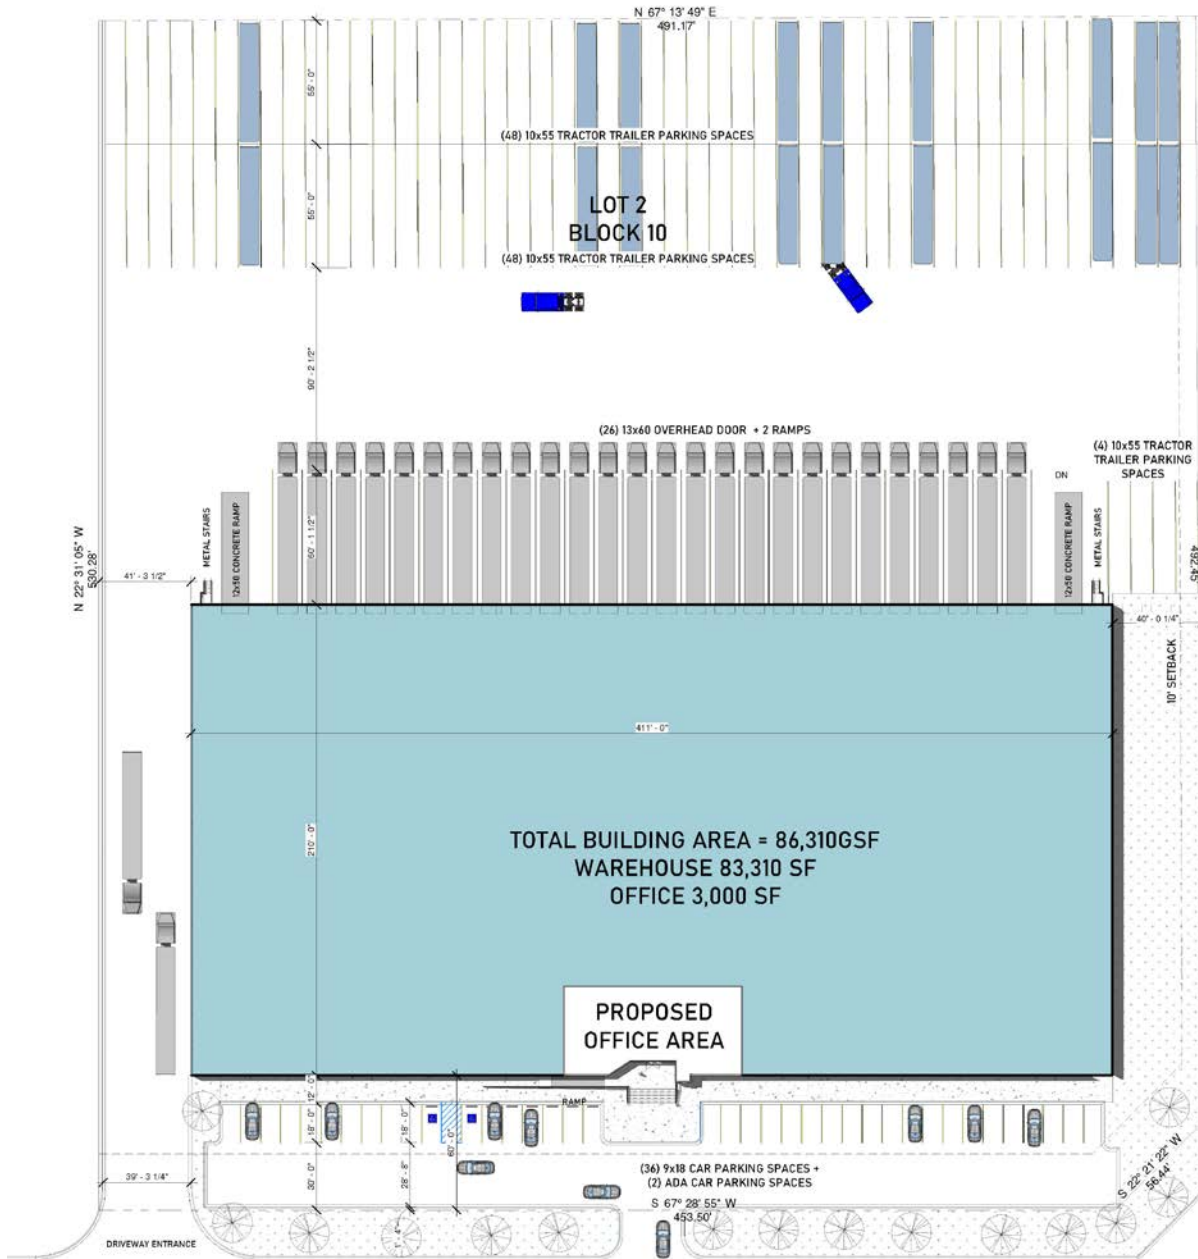 N 67° 13' 49" E
491.17'
55' - 0"
(48) 10x55 TRACTOR TRAILER PARKING SPACES
55' - 0"
LOT 2
BLOCK 10
(48) 10x55 TRACTOR TRAILER PARKING SPACES
90' - 2 1/2"
(26) 13x60 OVERHEAD DOOR + 2 RAMPS
(4) 10x55 TRACTOR
TRAILER PARKING
SPACES
DN
60' - 1 1/2"
METAL STAIRS
12x50 CONCRETE RAMP
12x50 CONCRETE RAMP
METAL STAIRS
N 22° 31' 05" W
530.28'
492.45'
41' - 3 1/2"
40' - 0 1/4"
10' SETBACK
411' - 0"
210' - 0"
TOTAL BUILDING AREA = 86,310GSF
WAREHOUSE 83,310 SF
OFFICE 3,000 SF
PROPOSED
OFFICE AREA
12' - 0"
RAMP
18' - 0"
18' - 0"
60' - 0"
30' - 0"
28' - 8"
39' - 3 1/4"
(36) 9x18 CAR PARKING SPACES +
(2) ADA CAR PARKING SPACES
S 67° 28' 55" W
453.50'
S 22° 21' 22" W
56.44'
1' - 4"
DRIVEWAY ENTRANCE